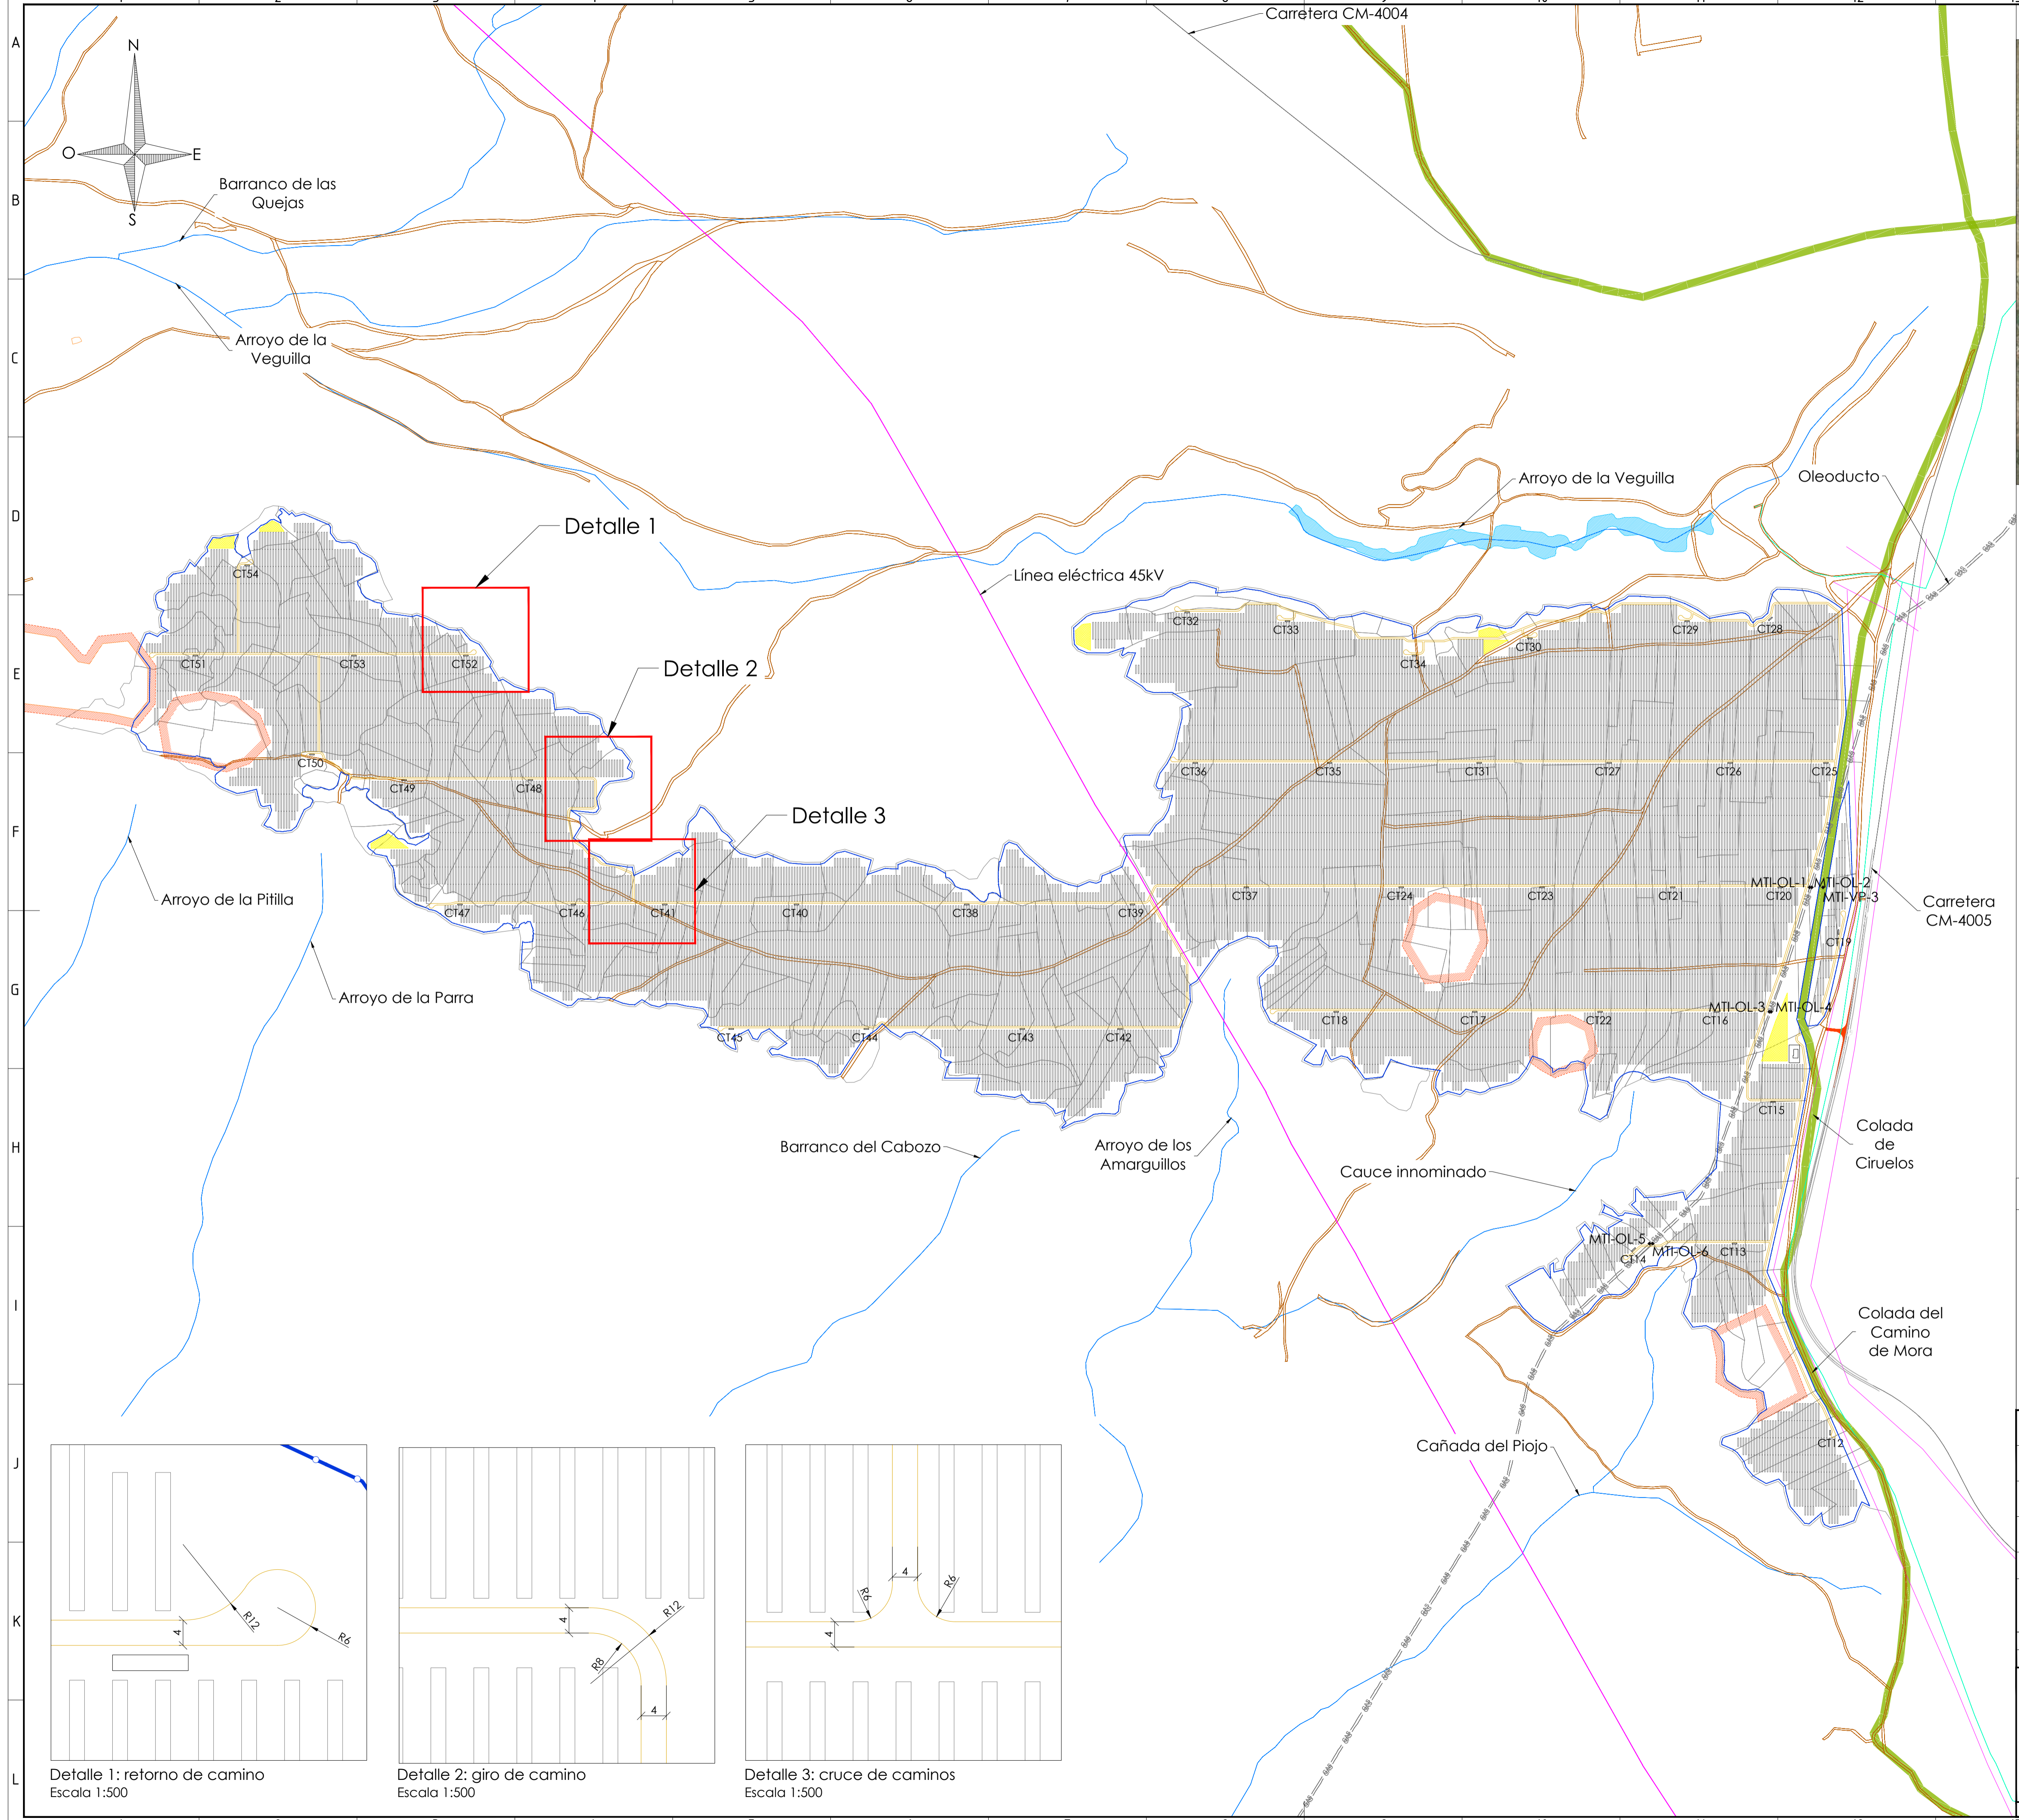 Carretera CM-4004
A
N
O
E
S
B
Barranco de las
Quejas
C
Arroyo de la
Veguilla
D
Detalle 1
Arroyo de la Veguilla
Oleoducto
Línea eléctrica 45kV
CT54
CT32
CT33
CT29
CT28
E
CT51
CT53
CT52
Detalle 2
CT34
CT30
CT50
CT49
CT48
CT36
CT35
CT31
CT27
CT26
CT25
F
Detalle 3
Arroyo de la Pitilla
CT47
CT46
CT41
CT40
CT38
CT39
CT37
CT24
CT23
CT21
CT20
MTI-OL-1
MTI-OL-2
MTI-VP-3
Carretera
CM-4005
CT19
G
Arroyo de la Parra
CT45
CT44
CT43
CT42
CT18
CT17
CT22
CT16
MTI-OL-3
MTI-OL-4
CT15
H
Barranco del Cabozo
Arroyo de los
Amarguillos
Cauce innominado
Colada
de
Ciruelos
MTI-OL-5
MTI-OL-6
CT14
CT13
I
Colada del
Camino
de Mora
J
Cañada del Piojo
CT12
K
R12
4
R6
4
R12
R8
4
4
R6
R6
4
L
Detalle 1: retorno de camino
Escala 1:500
Detalle 2: giro de camino
Escala 1:500
Detalle 3: cruce de caminos
Escala 1:500